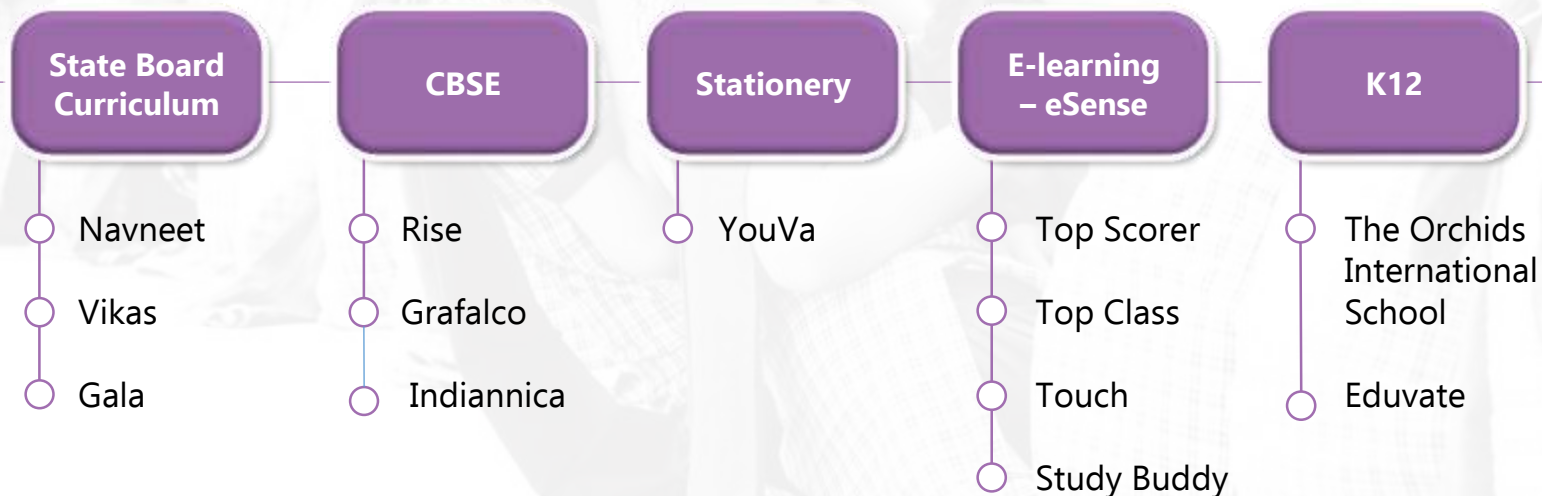 State Board
Curriculum
Navneet
Vikas
Gala
CBSE
Rise
Grafalco
Indiannica
Stationery
YouVa
E-learning
– eSense
Top Scorer
Top Class
Touch
Study Buddy
K12
The Orchids
International
School
Eduvate